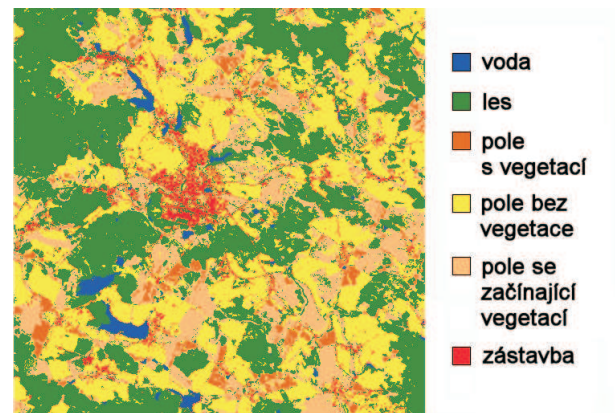 voda
les
pole
s vegetací
pole bez
vegetace
pole se
začínající
vegetací
zástavba